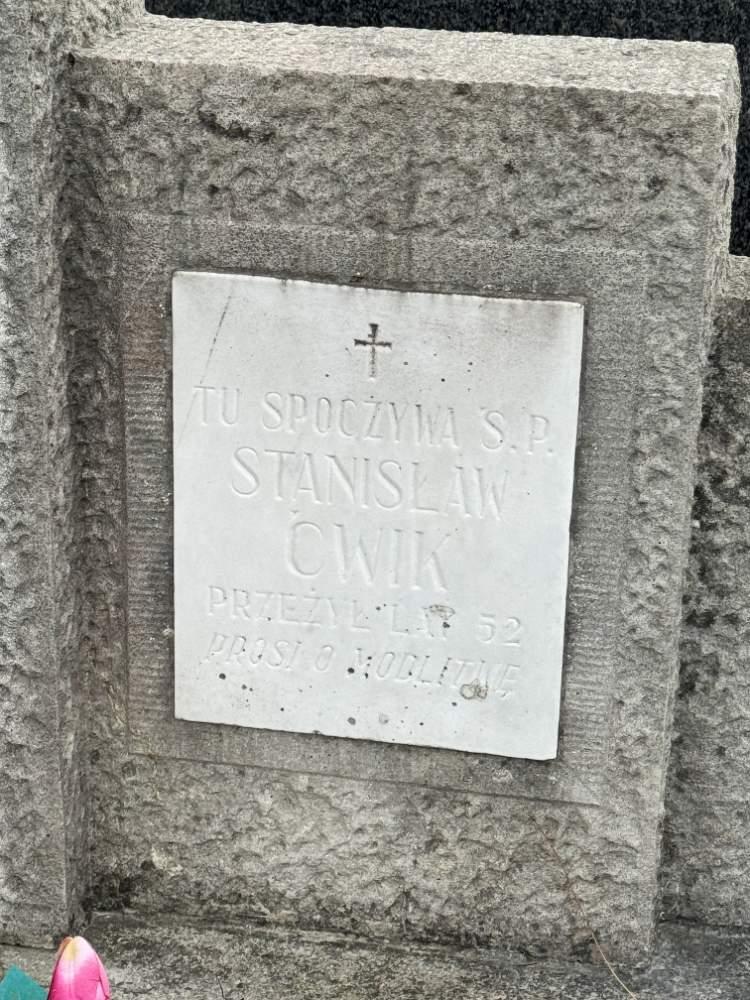 TU SPOCZYWA Ś.P.
STANISŁAW
ĆWIK
PRZEŻYŁ LAT 52
PROSI O MODLITWĘ